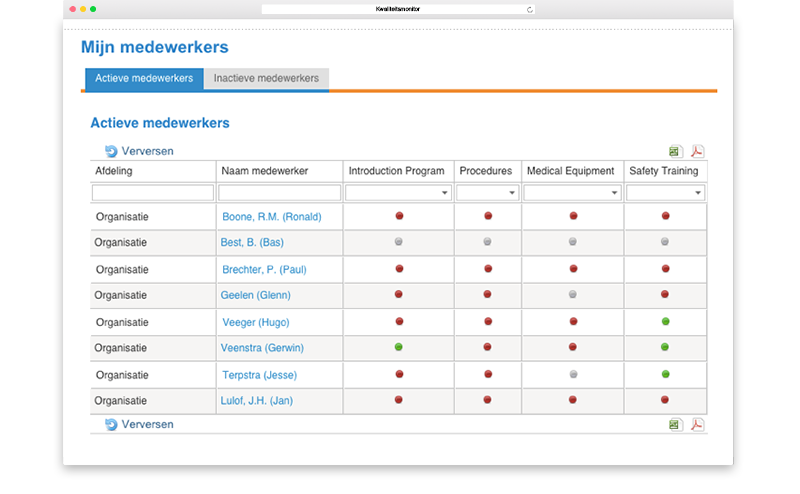 Kwaliteitsmonitor
Mijn medewerkers
Actieve medewerkers Inactieve medewerkers
Actieve medewerkers
Verversen
Afdeling Naam medewerker Introduction Program Procedures Medical Equipment Safety Training
Organisatie Boone, R.M. (Ronald)
Organisatie Best, B. (Bas)
Organisatie Brechter, P. (Paul)
Organisatie Geelen (Glenn)
Organisatie Veeger (Hugo)
Organisatie Veenstra (Gerwin)
Organisatie Terpstra (Jesse)
Organisatie Lulof, J.H. (Jan)
Verversen